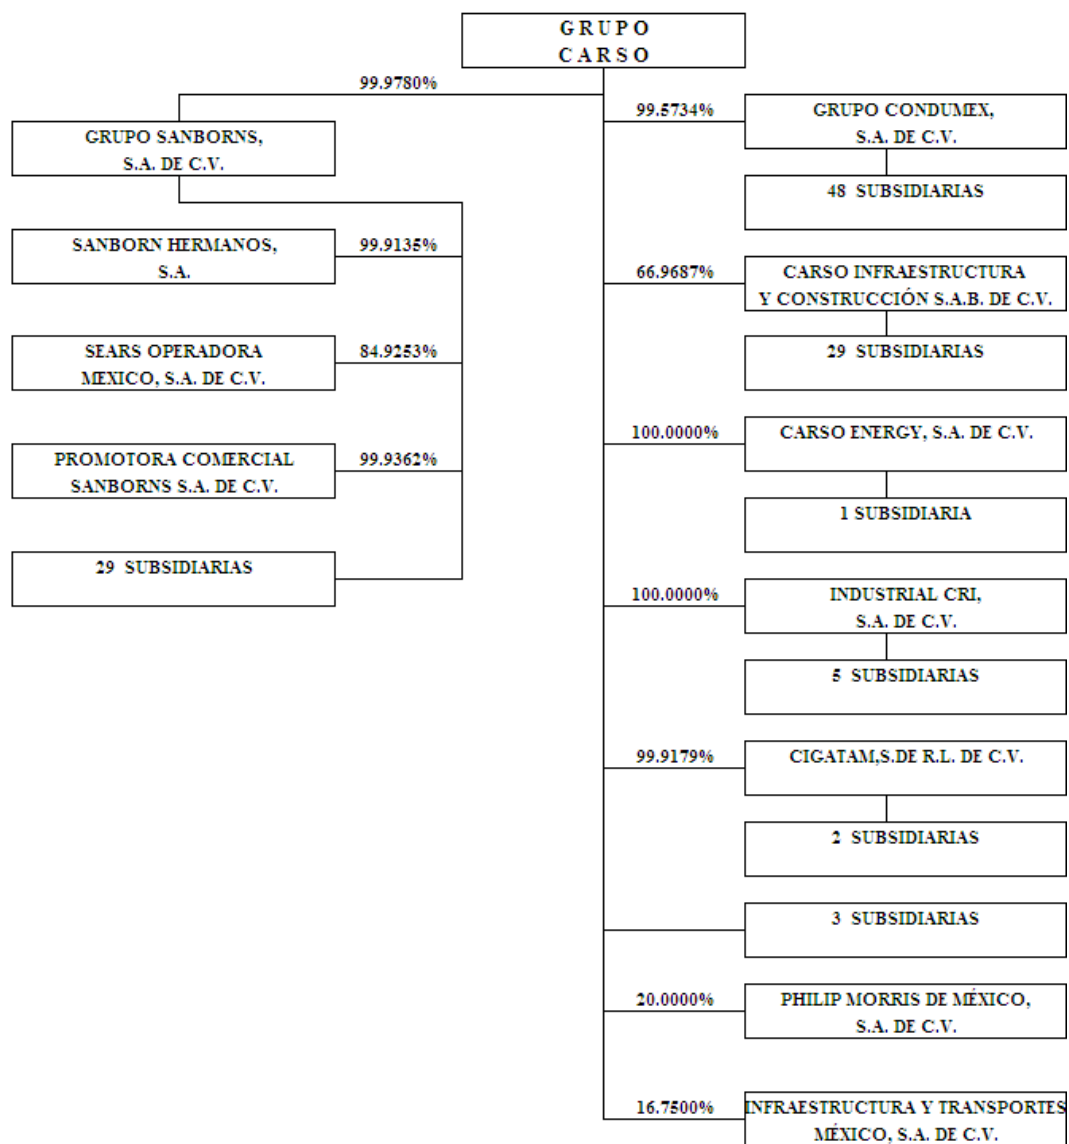 G R U P O
C A R S O
99.9780%
GRUPO SANBORNS,
S.A. DE C.V.
SANBORN HERMANOS,
S.A.
99.9135%
SEARS OPERADORA
MEXICO, S.A. DE C.V.
84.9253%
PROMOTORA COMERCIAL
SANBORNS S.A. DE C.V.
99.9362%
29 SUBSIDIARIAS
99.5734%
GRUPO CONDUMEX,
S.A. DE C.V.
48 SUBSIDIARIAS
66.9687%
CARSO INFRAESTRUCTURA
Y CONSTRUCCIÓN S.A.B. DE C.V.
29 SUBSIDIARIAS
100.0000%
CARSO ENERGY, S.A. DE C.V.
1 SUBSIDIARIA
100.0000%
INDUSTRIAL CRI,
S.A. DE C.V.
5 SUBSIDIARIAS
99.9179%
CIGATAM,S.DE R.L. DE C.V.
2 SUBSIDIARIAS
3 SUBSIDIARIAS
20.0000%
PHILIP MORRIS DE MÉXICO,
S.A. DE C.V.
16.7500%
INFRAESTRUCTURA Y TRANSPORTES
MÉXICO, S.A. DE C.V.